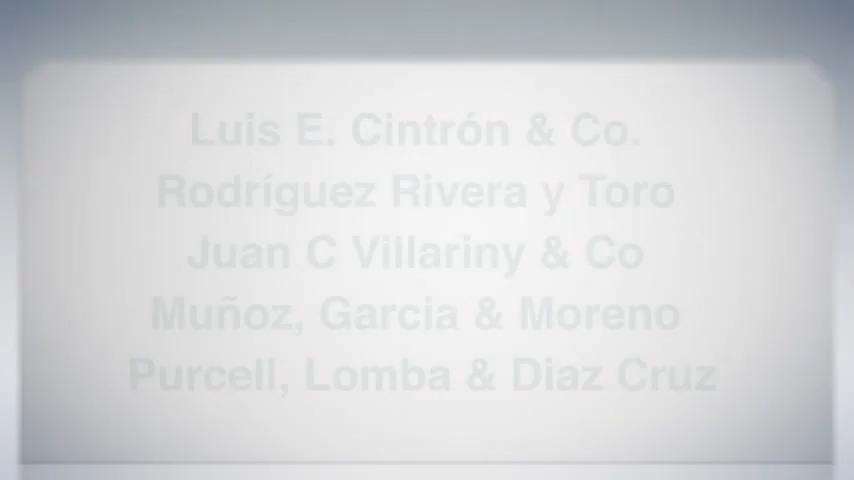 Luis E. Cintrón & Co.
Rodríguez Rivera y Toro
Juan C Villariny & Co
Muñoz, Garcia & Moreno
Purcell, Lomba & Diaz Cruz